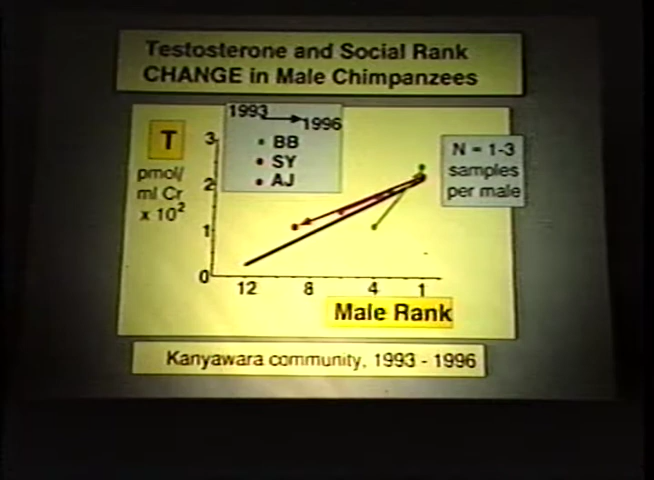 Testosterone and Social Rank
CHANGE in Male Chimpanzees
1993
1996
BB
SY
AJ
T
pmol/
ml Cr
x 10²
3
2
1
0
12 8 4 1
N = 1-3
samples
per male
Male Rank
Kanyawara community, 1993 - 1996